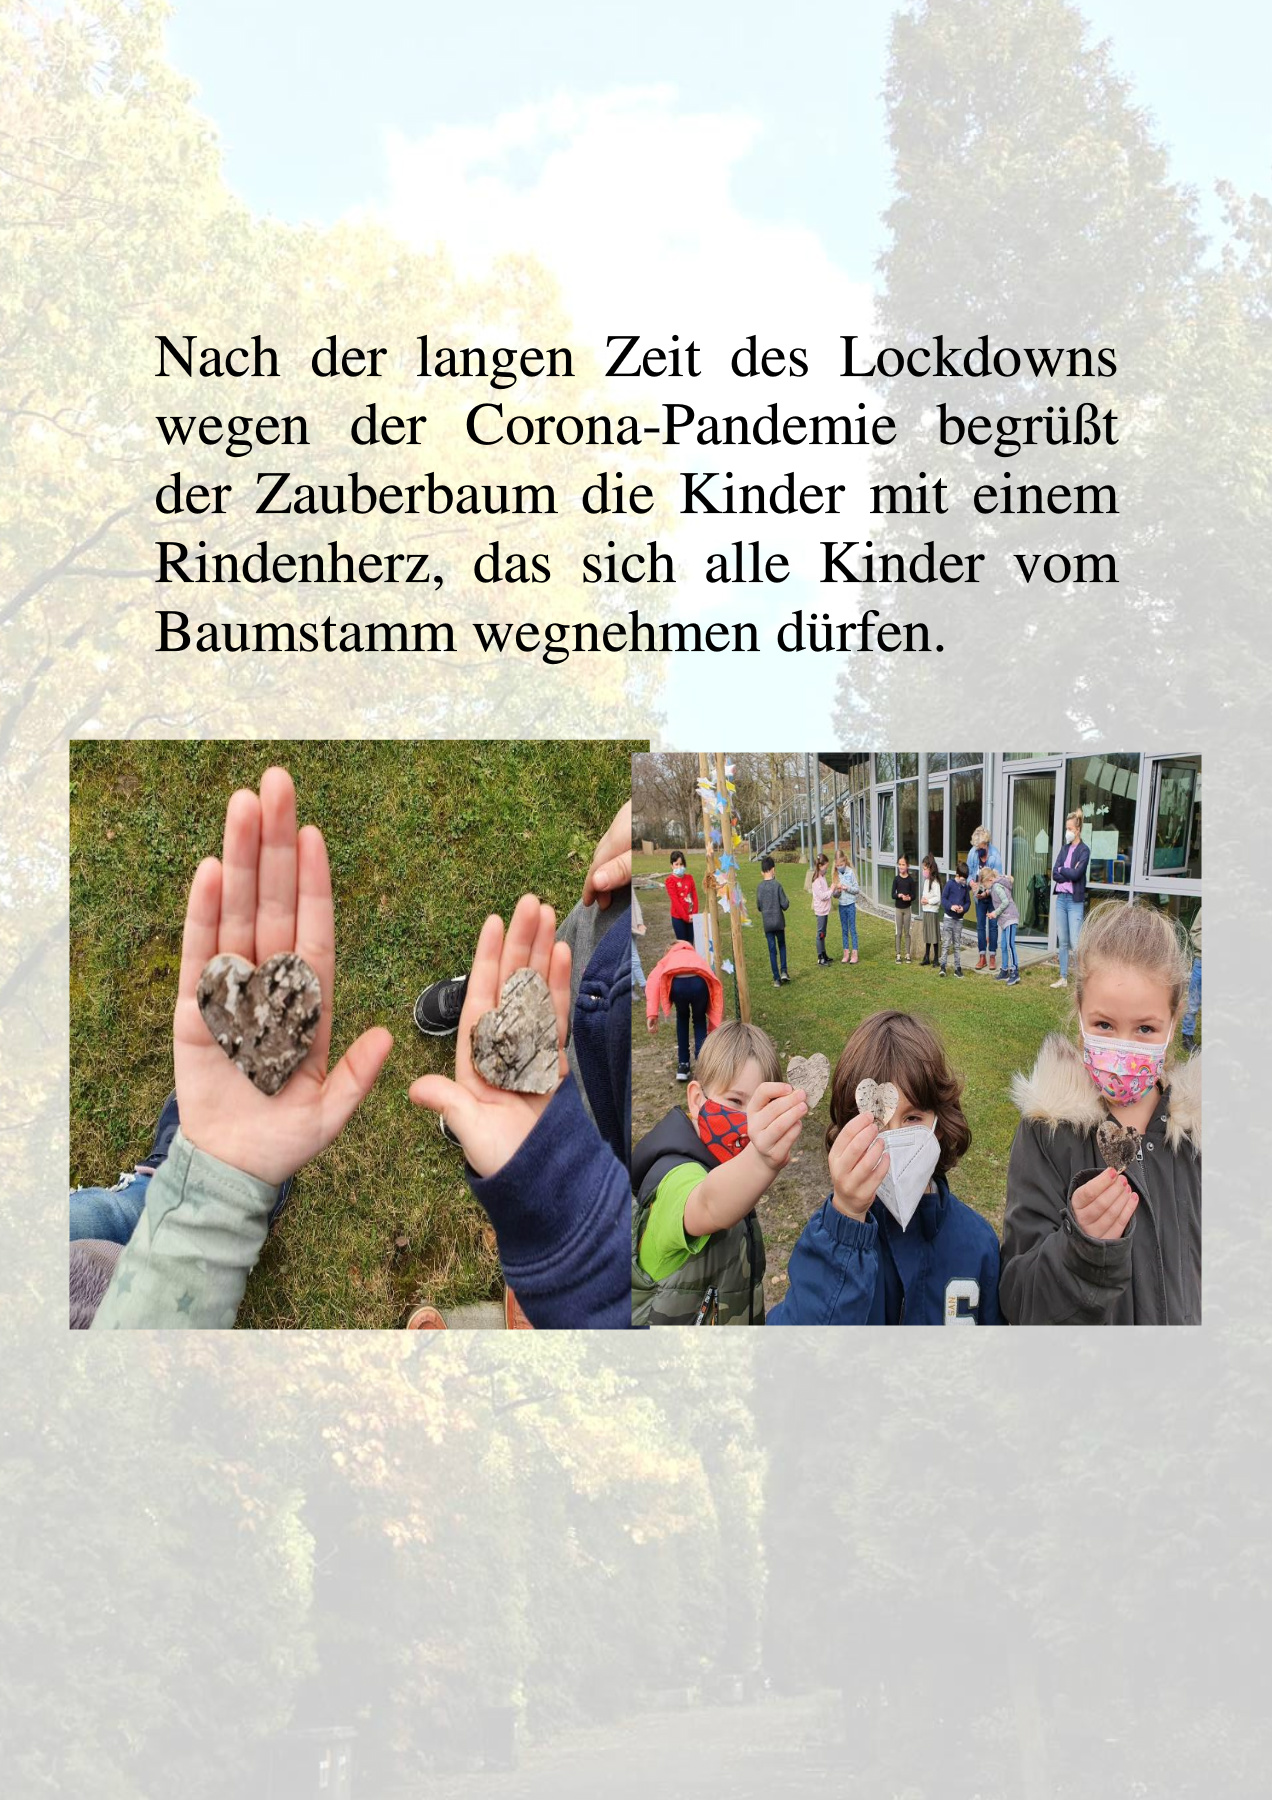 Nach der langen Zeit des Lockdowns
wegen der Corona-Pandemie begrüßt
der Zauberbaum die Kinder mit einem
Rindenherz, das sich alle Kinder vom
Baumstamm wegnehmen dürfen.
SAN